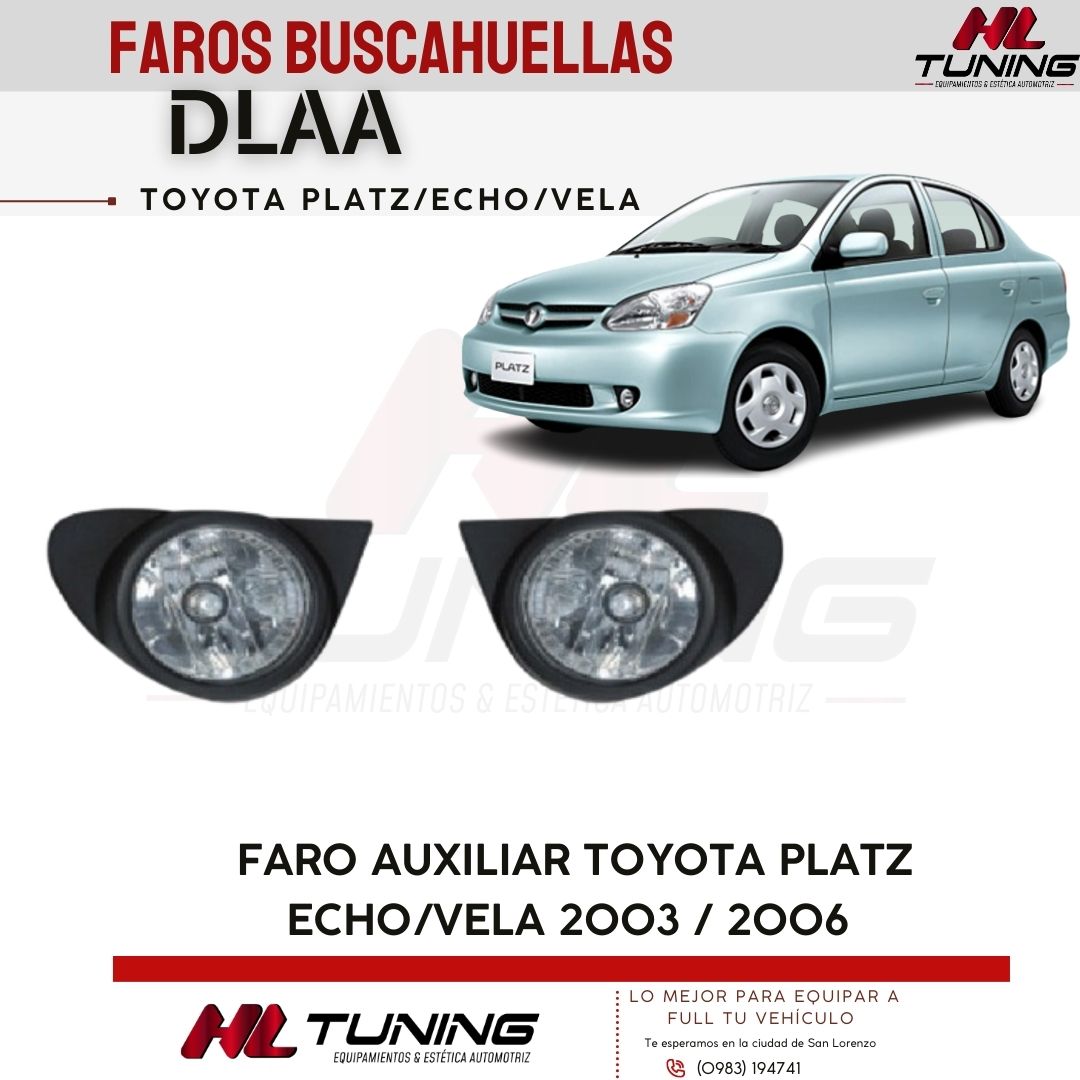 FAROS BUSCAHUELLAS
HL
TUNING
EQUIPAMIENTOS & ESTÉTICA AUTOMOTRIZ
DLAA
TOYOTA PLATZ/ECHO/VELA
PLATZ
HL
TUNING
EQUIPAMIENTOS & ESTÉTICA AUTOMOTRIZ
FARO AUXILIAR TOYOTA PLATZ
ECHO/VELA 2003 / 2006
HL
TUNING
EQUIPAMIENTOS & ESTÉTICA AUTOMOTRIZ
LO MEJOR PARA EQUIPAR A
FULL TU VEHÍCULO
Te esperamos en la ciudad de San Lorenzo
(0983) 194741